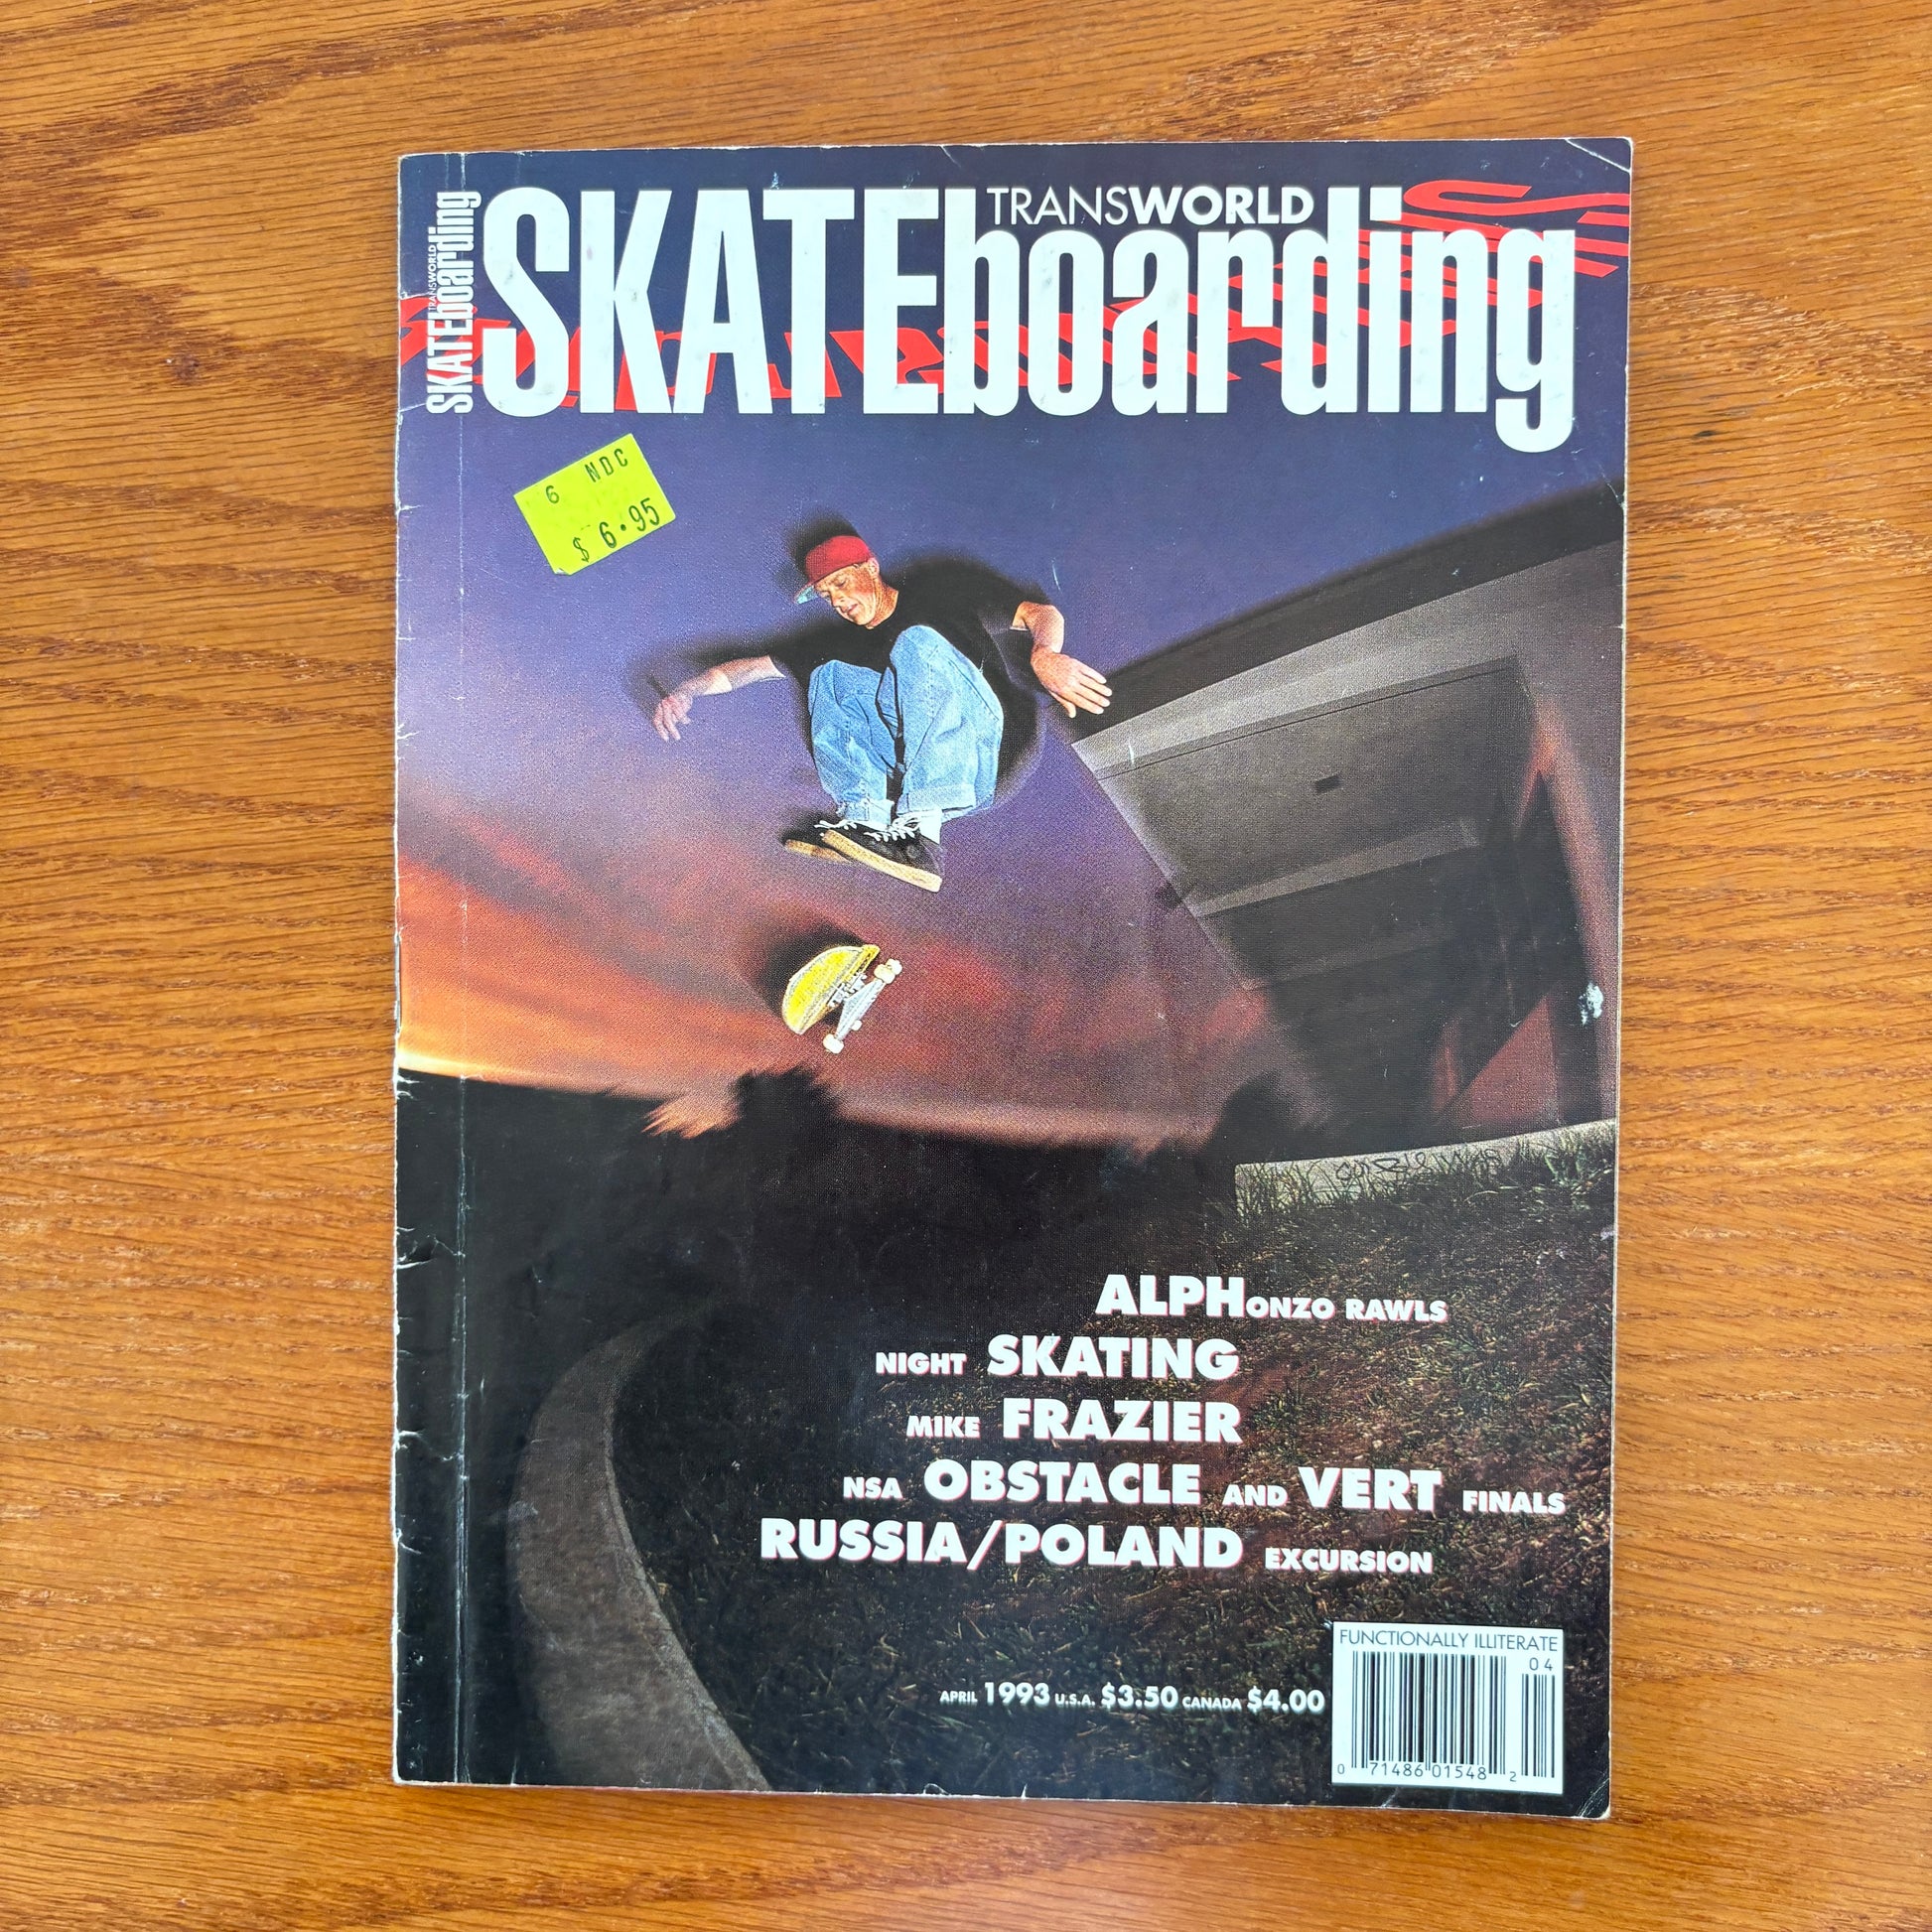 TRANSWORLD
SKATEboarding
TRANSWORLD
SKATEboarding
6 NDC
$ 6.95
ALPHONZO RAWLS
NIGHT SKATING
MIKE FRAZIER
NSA OBSTACLE AND VERT FINALS
RUSSIA/POLAND EXCURSION
APRIL 1993 U.S.A. $3.50 CANADA $4.00
FUNCTIONALLY ILLITERATE
04
0 71486 01548 2